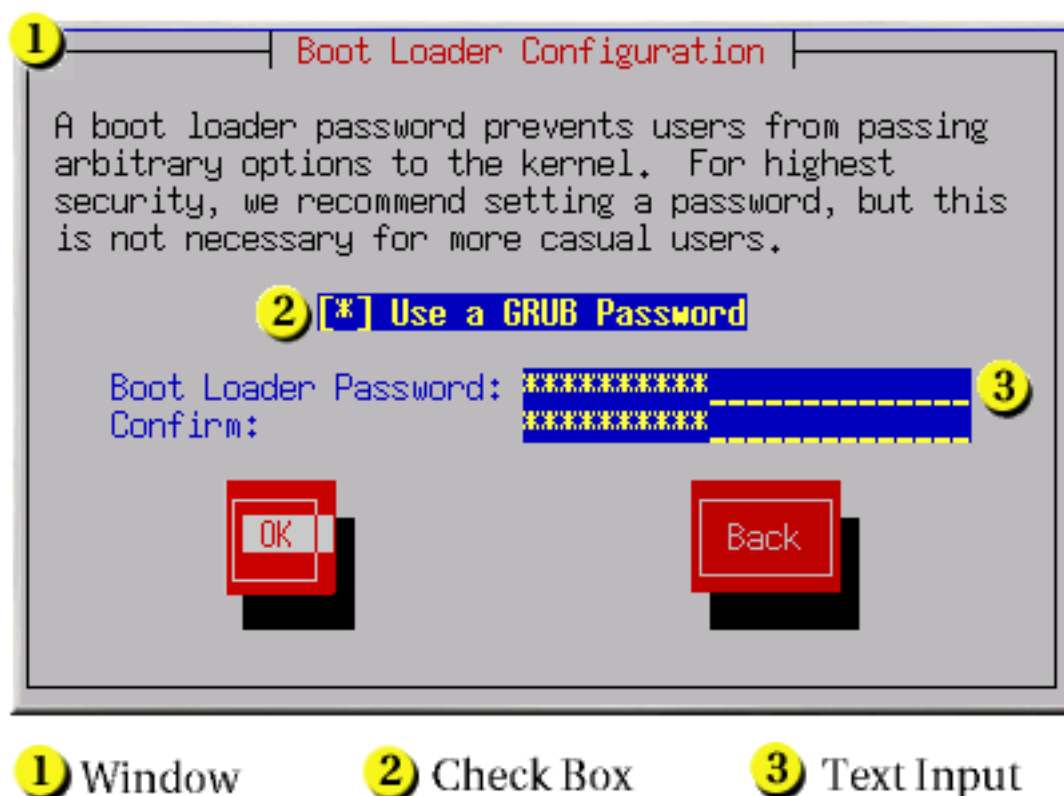 1
Boot Loader Configuration
A boot loader password prevents users from passing
arbitrary options to the kernel. For highest
security, we recommend setting a password, but this
is not necessary for more casual users.
2 [*] Use a GRUB Password
Boot Loader Password: **********______________ 3
Confirm: **********______________
OK Back
1 Window 2 Check Box 3 Text Input